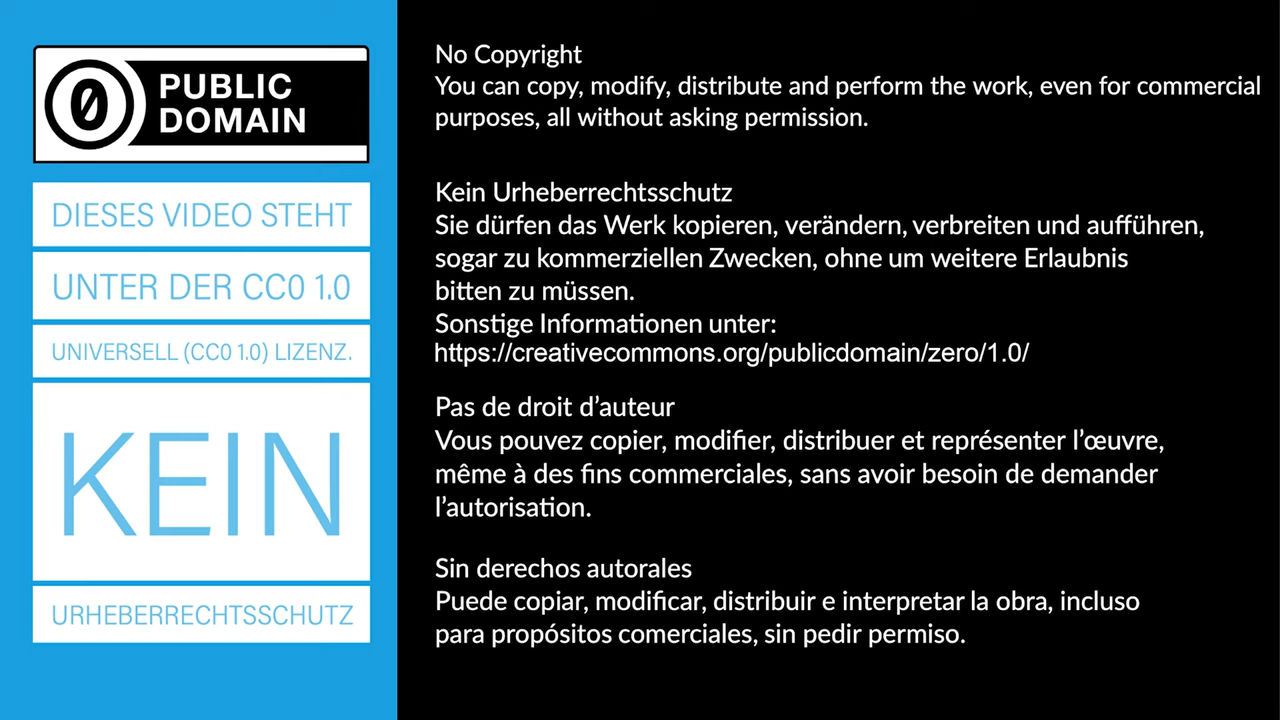 PUBLIC
DOMAIN
DIESES VIDEO STEHT
UNTER DER CC0 1.0
UNIVERSELL (CC0 1.0) LIZENZ.
KEIN
URHEBERRECHTSSCHUTZ
No Copyright
You can copy, modify, distribute and perform the work, even for commercial
purposes, all without asking permission.
Kein Urheberrechtsschutz
Sie dürfen das Werk kopieren, verändern, verbreiten und aufführen,
sogar zu kommerziellen Zwecken, ohne um weitere Erlaubnis
bitten zu müssen.
Sonstige Informationen unter:
https://creativecommons.org/publicdomain/zero/1.0/
Pas de droit d’auteur
Vous pouvez copier, modifier, distribuer et représenter l’œuvre,
même à des fins commerciales, sans avoir besoin de demander
l’autorisation.
Sin derechos autorales
Puede copiar, modificar, distribuir e interpretar la obra, incluso
para propósitos comerciales, sin pedir permiso.